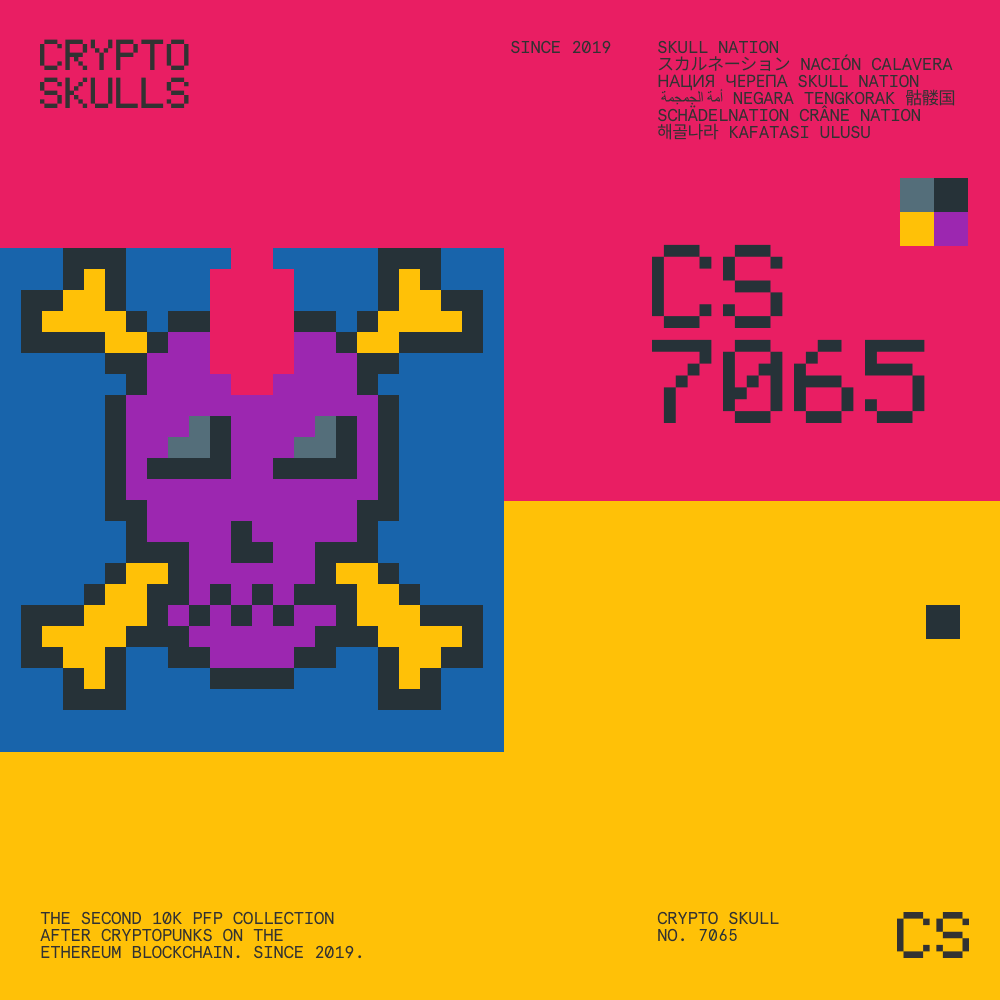 CRYPTO
SKULLS
SINCE 2019
SKULL NATION
スカルネーション NACIÓN CALAVERA
НАЦИЯ ЧЕРЕПА SKULL NATION
أمة الجمجمة NEGARA TENGKORAK 骷髅国
SCHÄDELNATION CRÂNE NATION
해골나라 KAFATASI ULUSU
CS
7065
THE SECOND 10K PFP COLLECTION
AFTER CRYPTOPUNKS ON THE
ETHEREUM BLOCKCHAIN. SINCE 2019.
CRYPTO SKULL
NO. 7065
CS